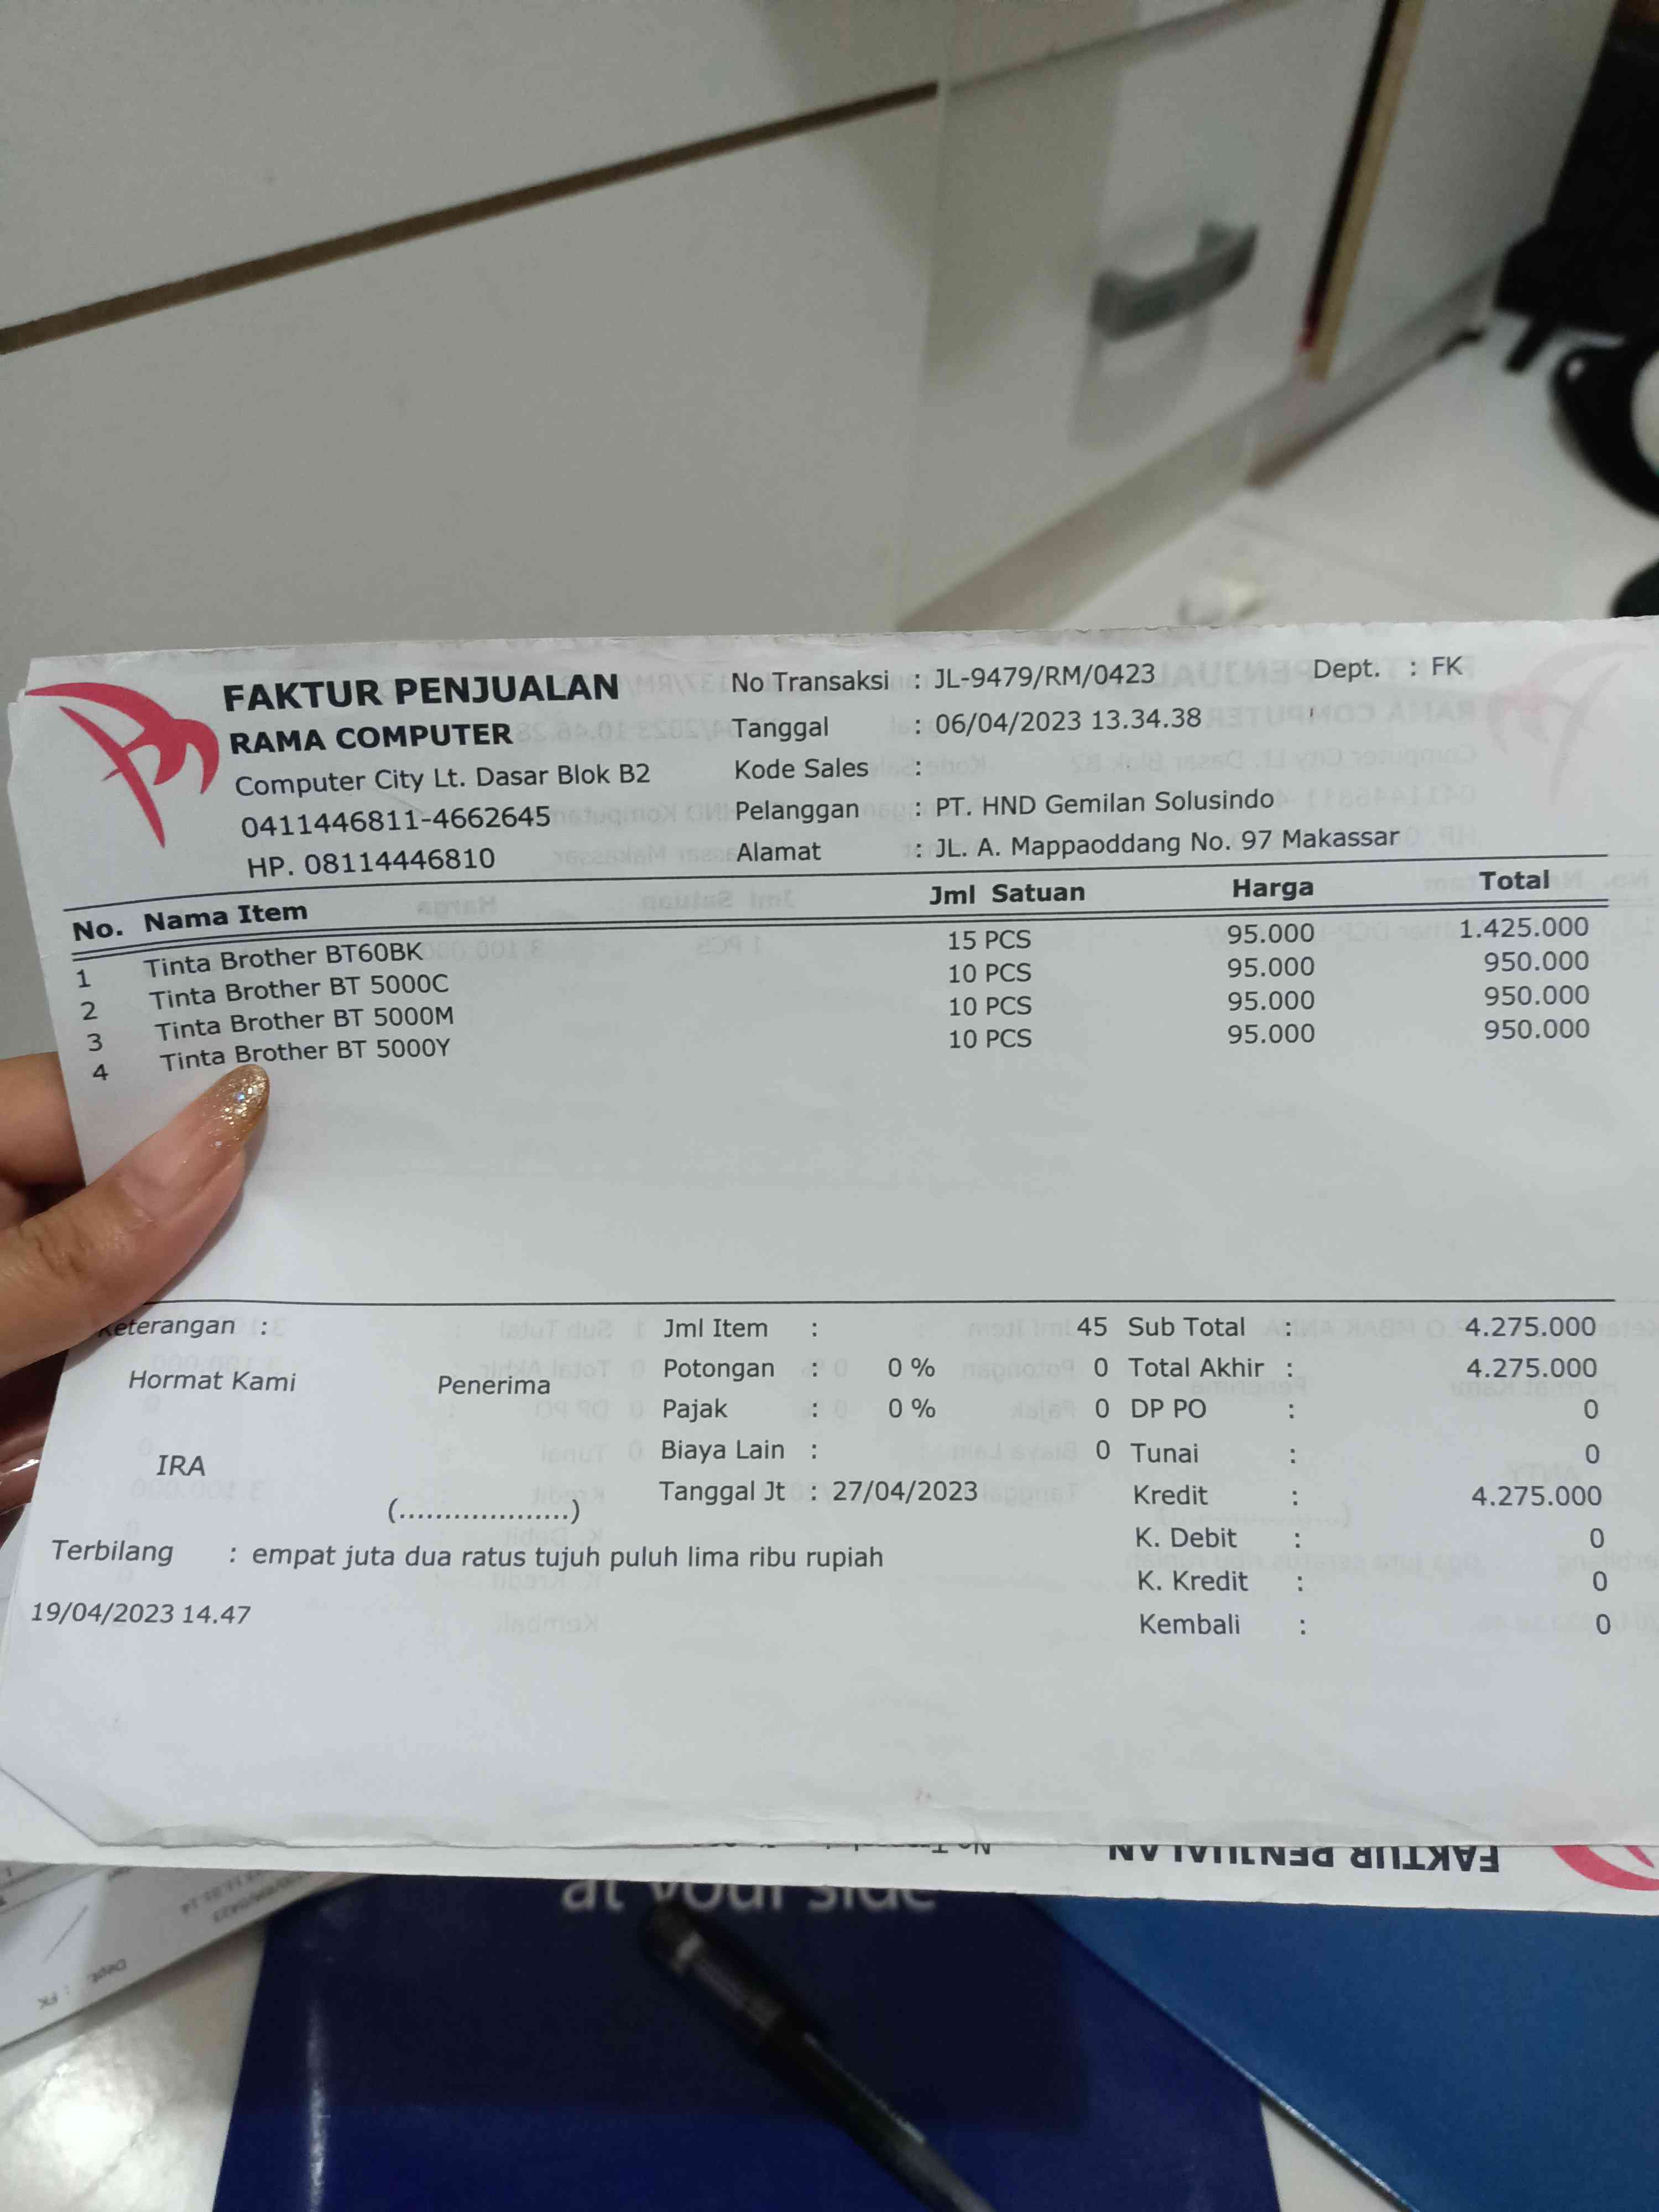 FAKTUR PENJUALAN
RAMA COMPUTER
Computer City Lt. Dasar Blok B2
0411446811-4662645
HP. 08114446810
No Transaksi : JL-9479/RM/0423
Dept. : FK
Tanggal : 06/04/2023 13.34.38
Kode Sales :
Pelanggan : PT. HND Gemilan Solusindo
Alamat : JL. A. Mappaoddang No. 97 Makassar
No. Nama Item Jml Satuan Harga Total
1 Tinta Brother BT60BK 15 PCS 95.000 1.425.000
2 Tinta Brother BT 5000C 10 PCS 95.000 950.000
3 Tinta Brother BT 5000M 10 PCS 95.000 950.000
4 Tinta Brother BT 5000Y 10 PCS 95.000 950.000
Keterangan :
Hormat Kami
Penerima
IRA
(...................)
Jml Item : 45
Potongan : 0 % 0
Pajak : 0 % 0
Biaya Lain : 0
Tanggal Jt : 27/04/2023
Sub Total : 4.275.000
Total Akhir : 4.275.000
DP PO : 0
Tunai : 0
Kredit : 4.275.000
K. Debit : 0
K. Kredit : 0
Kembali : 0
Terbilang : empat juta dua ratus tujuh puluh lima ribu rupiah
19/04/2023 14.47
FAKTUR PENJUALAN
at your side
Dept. : FK